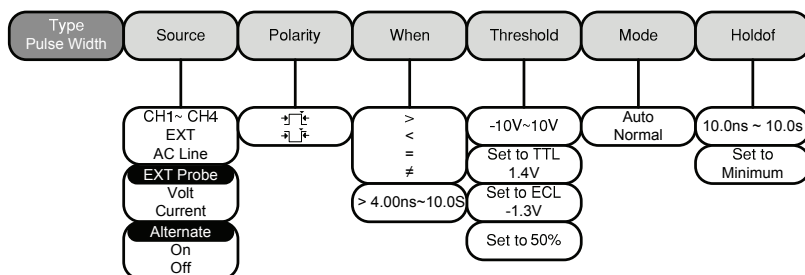 Type
Pulse Width
Source
Polarity
When
Threshold
Mode
Holdof
CH1~ CH4
EXT
AC Line
EXT Probe
Volt
Current
Alternate
On
Off
>
<
=
≠
> 4.00ns~10.0S
-10V~10V
Set to TTL
1.4V
Set to ECL
-1.3V
Set to 50%
Auto
Normal
10.0ns ~ 10.0s
Set to
Minimum